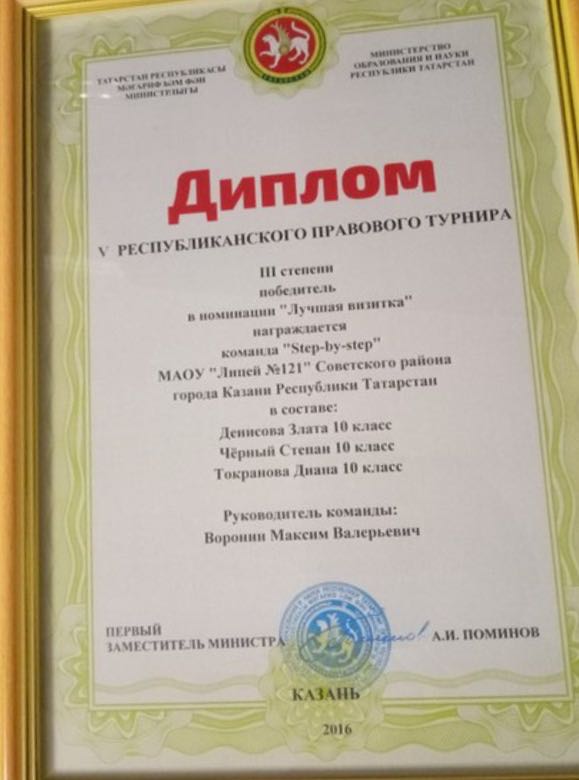 ТАТАРСТАН РЕСПУБЛИКАСЫ
МӘГАРИФ ҺӘМ ФӘН
МИНИСТРЛЫГЫ
МИНИСТЕРСТВО
ОБРАЗОВАНИЯ И НАУКИ
РЕСПУБЛИКИ ТАТАРСТАН
ТАТАРСТАН
Диплом
V РЕСПУБЛИКАНСКОГО ПРАВОВОГО ТУРНИРА
III степени
победитель
в номинации "Лучшая визитка"
награждается
команда "Step-by-step"
МАОУ "Лицей №121" Советского района
города Казани Республики Татарстан
в составе:
Денисова Злата 10 класс
Чёрный Степан 10 класс
Токранова Диана 10 класс
Руководитель команды:
Воронин Максим Валерьевич
ПЕРВЫЙ
ЗАМЕСТИТЕЛЬ МИНИСТРА
А.И. ПОМИНОВ
КАЗАНЬ
2016